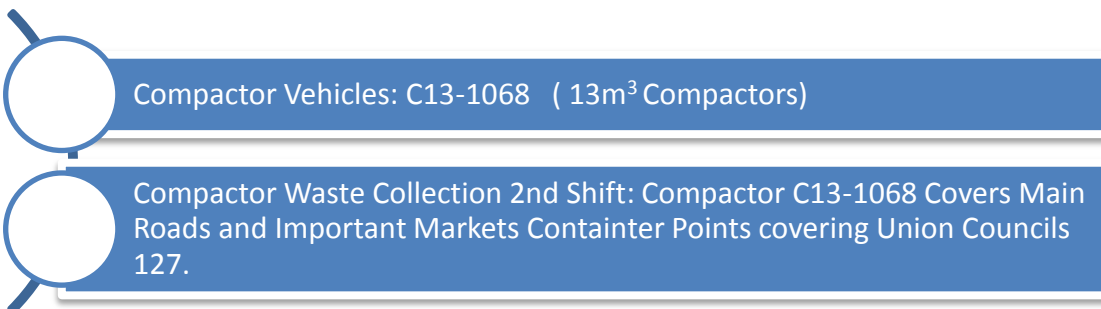 Compactor Vehicles: C13-1068   ( 13m³ Compactors)
Compactor Waste Collection 2nd Shift: Compactor C13-1068 Covers Main
Roads and Important Markets Containter Points covering Union Councils
127.